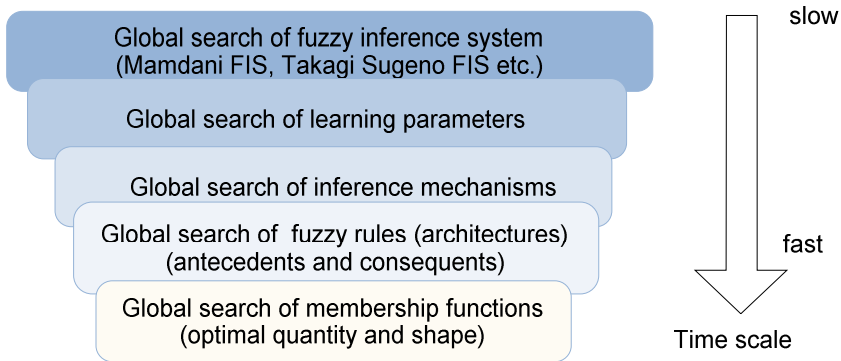 Global search of fuzzy inference system
(Mamdani FIS, Takagi Sugeno FIS etc.)
Global search of learning parameters
Global search of inference mechanisms
Global search of fuzzy rules (architectures)
(antecedents and consequents)
Global search of membership functions
(optimal quantity and shape)
slow
fast
Time scale